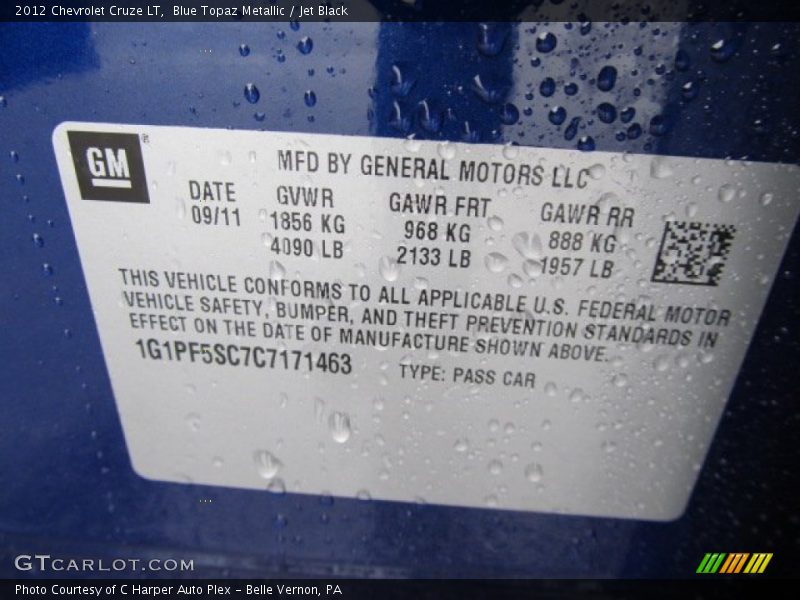 2012 Chevrolet Cruze LT,  Blue Topaz Metallic / Jet Black
GM®
MFD BY GENERAL MOTORS LLC
DATE GVWR GAWR FRT GAWR RR
09/11 1856 KG 968 KG 888 KG
4090 LB 2133 LB 1957 LB
THIS VEHICLE CONFORMS TO ALL APPLICABLE U.S. FEDERAL MOTOR
VEHICLE SAFETY, BUMPER, AND THEFT PREVENTION STANDARDS IN
EFFECT ON THE DATE OF MANUFACTURE SHOWN ABOVE.
1G1PF5SC7C7171463 TYPE: PASS CAR
GTCARLOT.COM
Photo Courtesy of C Harper Auto Plex - Belle Vernon, PA